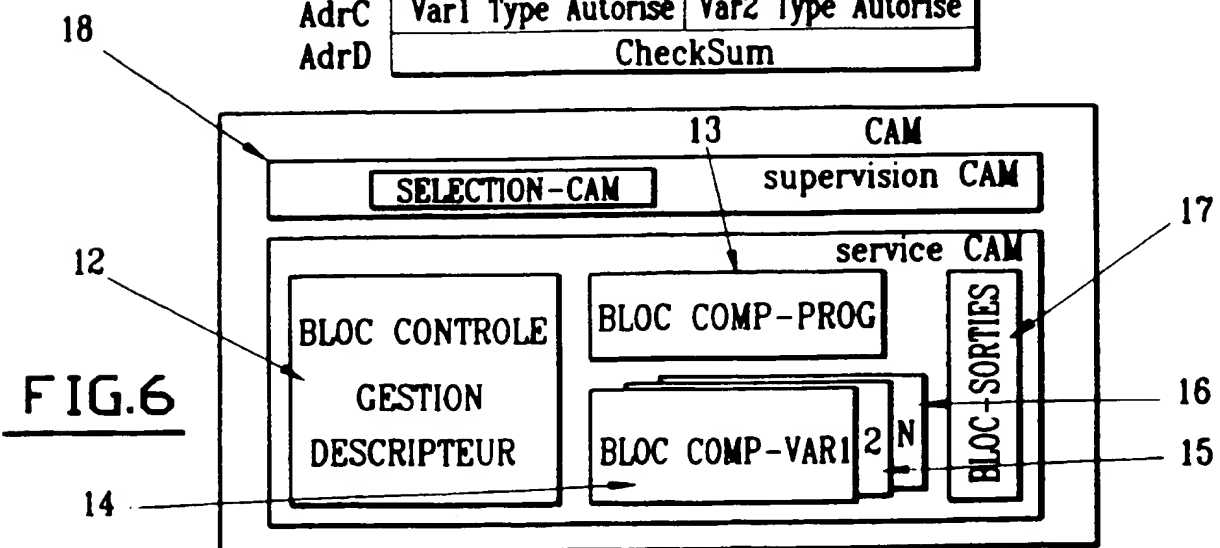 AdrC Var1 Type Autorise Var2 Type Autorise
AdrD CheckSum
18
13 CAM
SELECTION-CAM supervision CAM
17
service CAM
12
BLOC CONTROLE
GESTION
DESCRIPTEUR
BLOC COMP-PROG
BLOC-SORTIES
FIG.6
16
BLOC COMP-VAR1 2 N
15
14